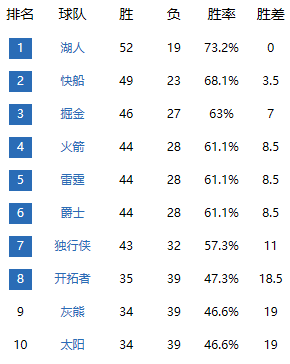 排名 球队 胜 负 胜率 胜差
1 湖人 52 19 73.2% 0
2 快船 49 23 68.1% 3.5
3 掘金 46 27 63% 7
4 火箭 44 28 61.1% 8.5
5 雷霆 44 28 61.1% 8.5
6 爵士 44 28 61.1% 8.5
7 独行侠 43 32 57.3% 11
8 开拓者 35 39 47.3% 18.5
9 灰熊 34 39 46.6% 19
10 太阳 34 39 46.6% 19